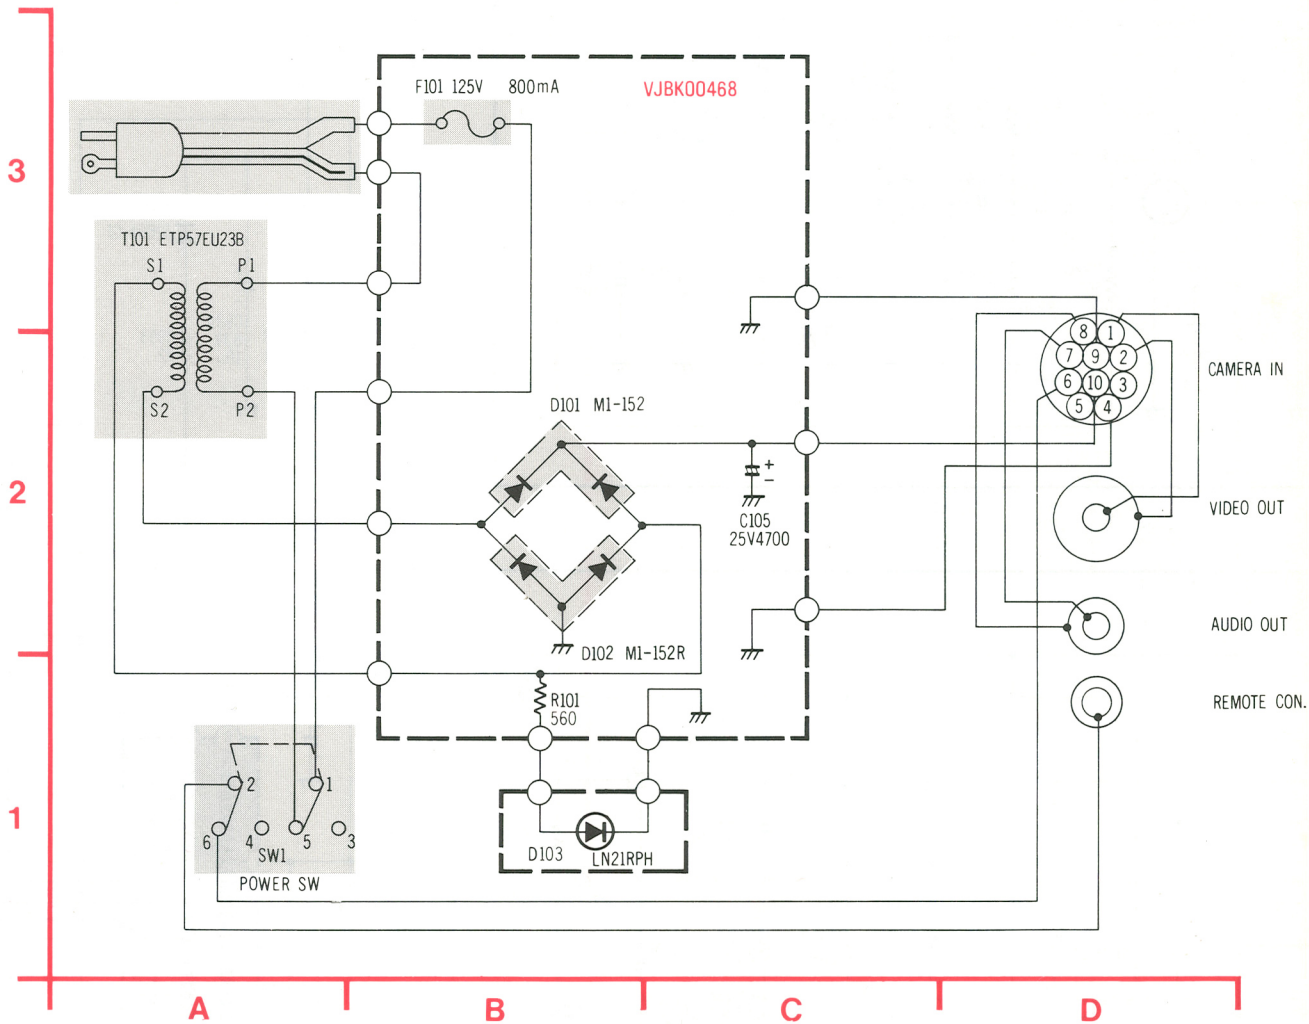 F101 125V 800mA
VJBK00468
3
T101 ETP57EU23B
S1 P1
S2 P2
8 1
7 9 2
6 10 3
5 4
CAMERA IN
D101 M1-152
2
+
-
C105
25V4700
VIDEO OUT
D102 M1-152R
AUDIO OUT
R101
560
REMOTE CON.
2 1
1
6 4 5 3
SW1
POWER SW
D103 LN21RPH
A B C D